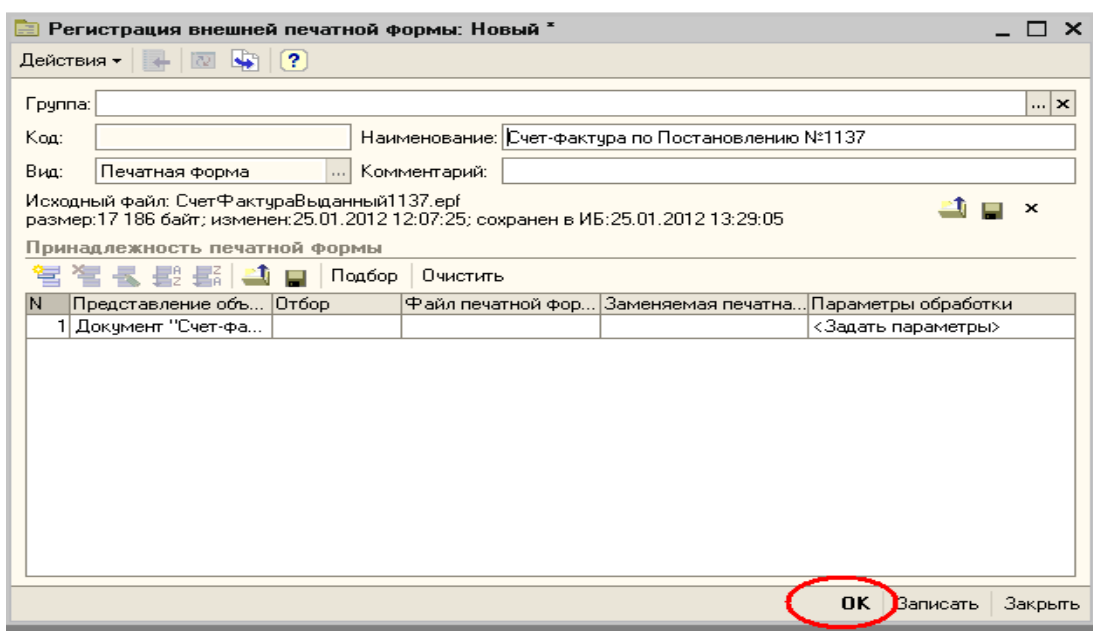 Регистрация внешней печатной формы: Новый *
Действия
Группа:
Код: Наименование: Счет-фактура по Постановлению №1137
Вид: Печатная форма ... Комментарий:
Исходный файл: СчетФактураВыданный1137.epf
размер:17 186 байт; изменен:25.01.2012 12:07:25; сохранен в ИБ:25.01.2012 13:29:05
Принадлежность печатной формы
Подбор Очистить
N Представление объ... Отбор Файл печатной фор... Заменяемая печатна... Параметры обработки
1 Документ "Счет-фа... <Задать параметры>
OK Записать Закрыть